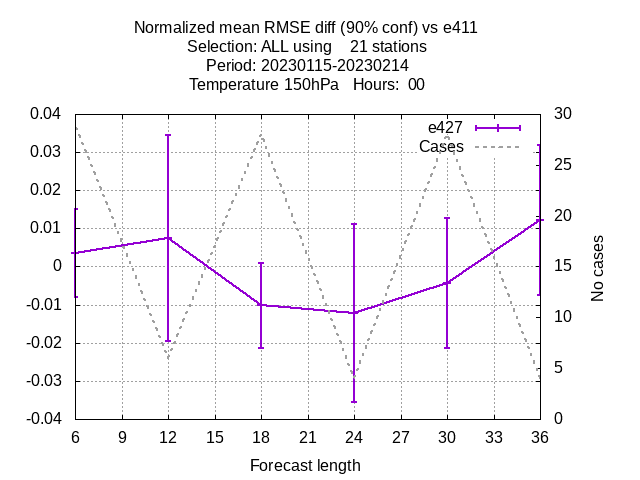 Normalized mean RMSE diff (90% conf) vs e411
Selection: ALL using    21 stations
Period: 20230115-20230214
Temperature 150hPa   Hours:  00
e427
Cases
0.04
0.03
0.02
0.01
0
-0.01
-0.02
-0.03
-0.04
30
25
20
15
10
5
0
No cases
6 9 12 15 18 21 24 27 30 33 36
Forecast length